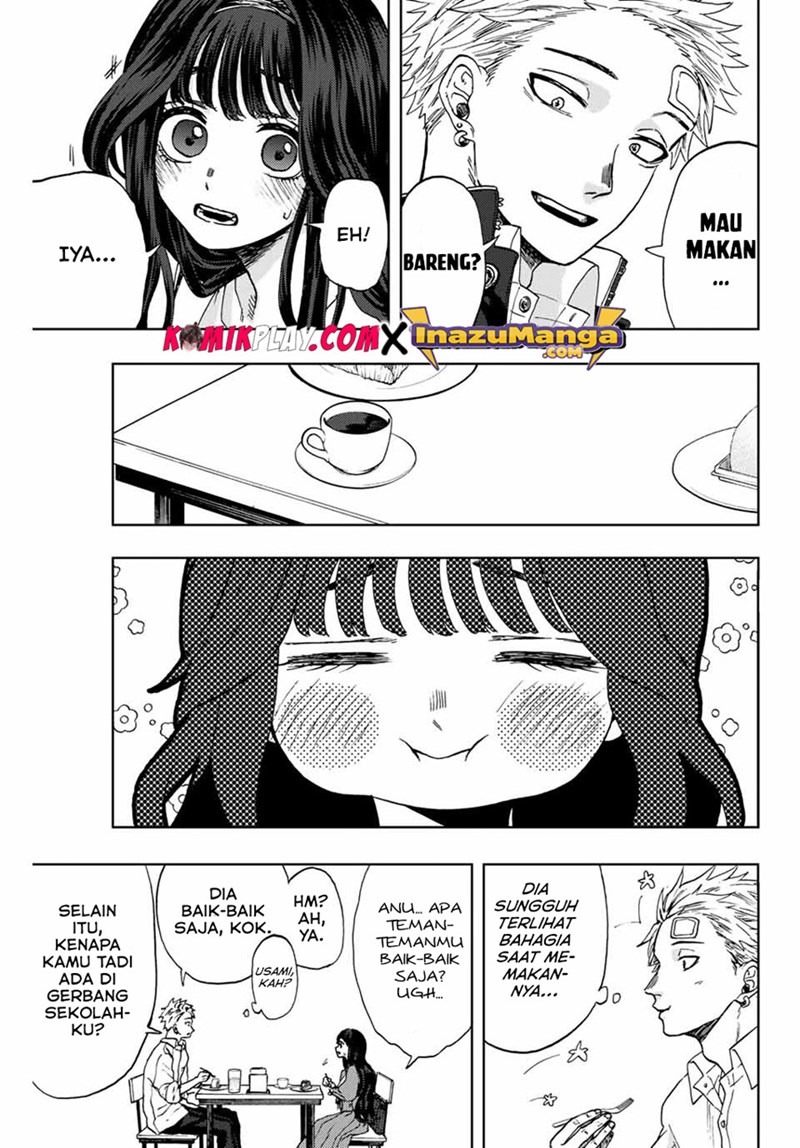 MAU
MAKAN
...
BARENG?
EH!
IYA...
KOMIKPLAY.COM X InazuManga
.COM
DIA
SUNGGUH
TERLIHAT
BAHAGIA
SAAT ME-
MAKAN-
NYA...
ANU... APA
TEMAN-
TEMANMU
BAIK-BAIK
SAJA?
UGH...
HM?
AH,
YA.
USAMI,
KAH?
DIA
BAIK-BAIK
SAJA, KOK.
SELAIN
ITU,
KENAPA
KAMU TADI
ADA DI
GERBANG
SEKOLAH-
KU?